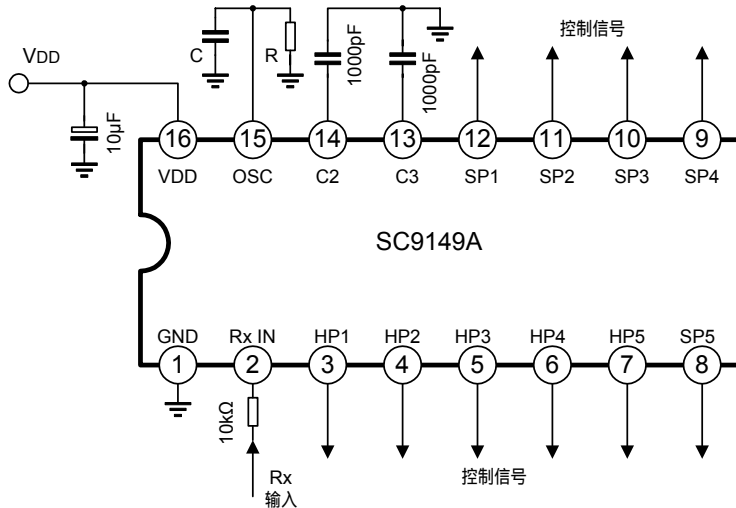 VDD
10μF
C
R
1000pF
1000pF
控制信号
16
15
14
13
12
11
10
9
VDD
OSC
C2
C3
SP1
SP2
SP3
SP4
SC9149A
GND
Rx IN
HP1
HP2
HP3
HP4
HP5
SP5
1
2
3
4
5
6
7
8
10kΩ
Rx
输入
控制信号